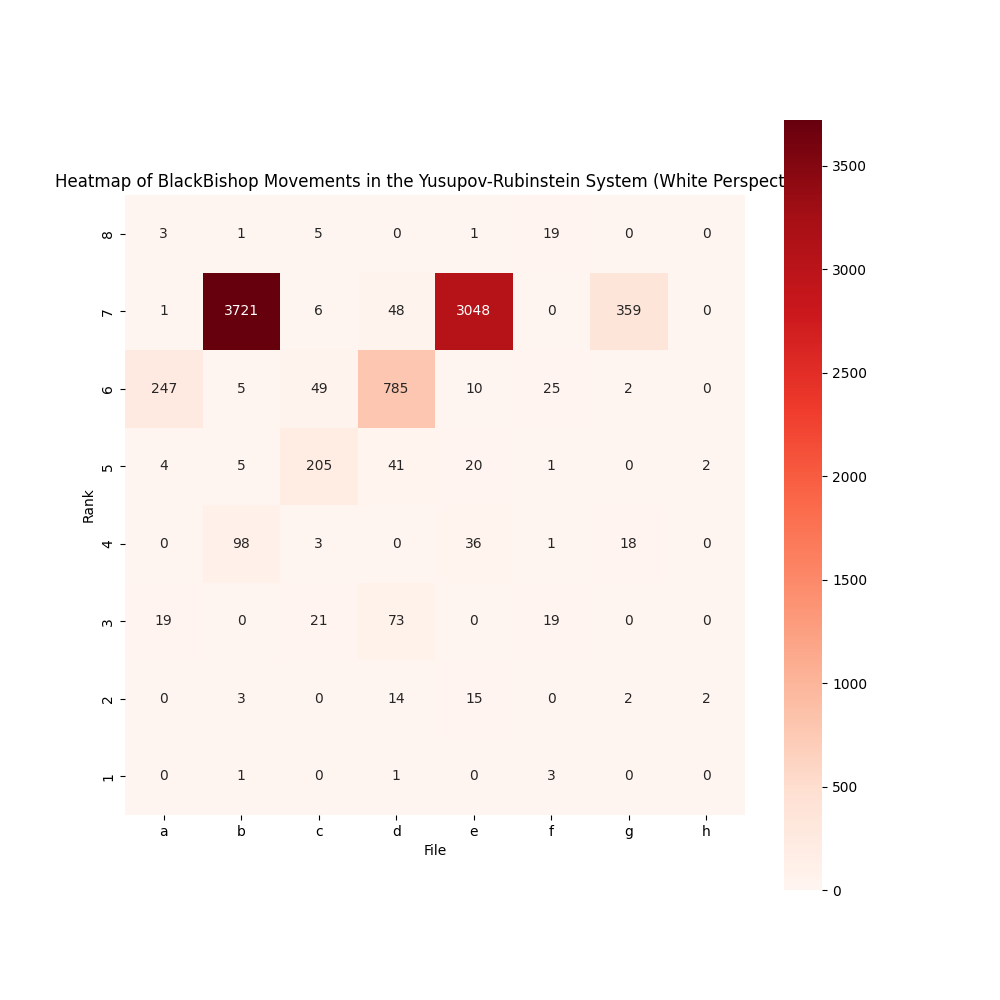 Heatmap of BlackBishop Movements in the Yusupov-Rubinstein System (White Perspect
8 3 1 5 0 1 19 0 0
7 1 3721 6 48 3048 0 359 0
6 247 5 49 785 10 25 2 0
5 4 5 205 41 20 1 0 2
4 0 98 3 0 36 1 18 0
3 19 0 21 73 0 19 0 0
2 0 3 0 14 15 0 2 2
1 0 1 0 1 0 3 0 0
a b c d e f g h
File
Rank
3500
3000
2500
2000
1500
1000
500
0